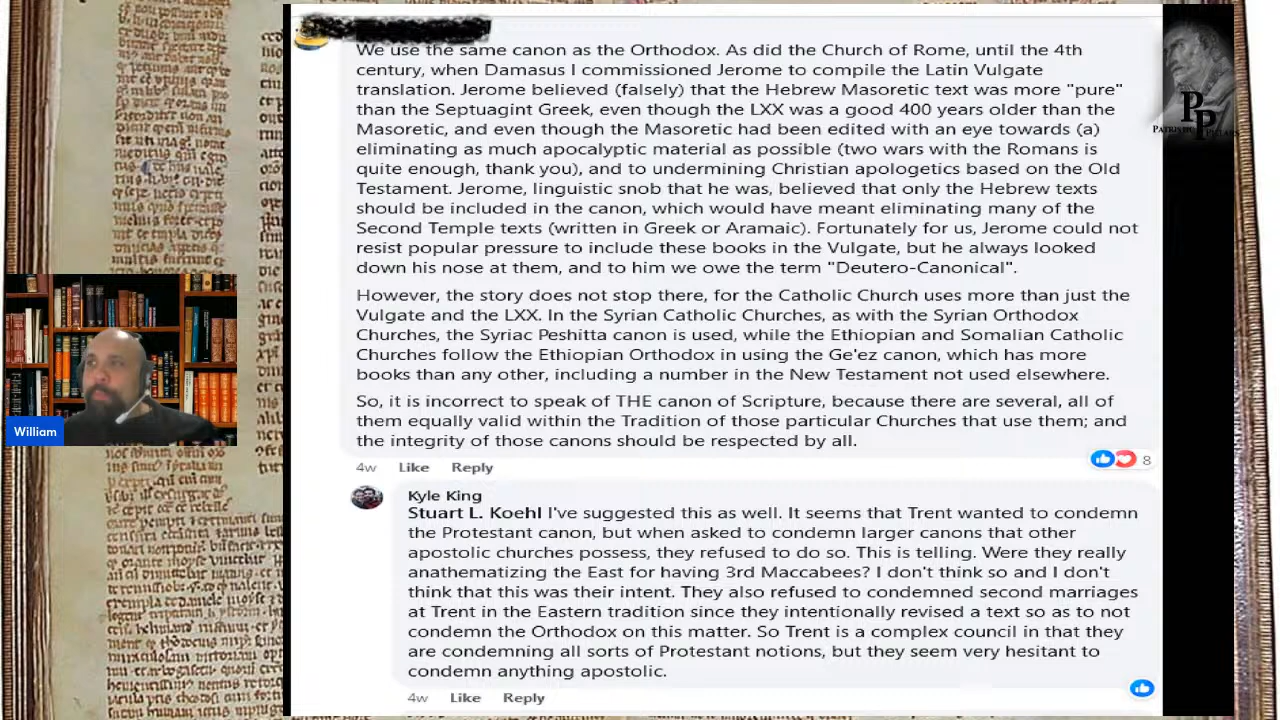 We use the same canon as the Orthodox. As did the Church of Rome, until the 4th
century, when Damasus I commissioned Jerome to compile the Latin Vulgate
translation. Jerome believed (falsely) that the Hebrew Masoretic text was more "pure"
than the Septuagint Greek, even though the LXX was a good 400 years older than the
Masoretic, and even though the Masoretic had been edited with an eye towards (a)
eliminating as much apocalyptic material as possible (two wars with the Romans is
quite enough, thank you), and to undermining Christian apologetics based on the Old
Testament. Jerome, linguistic snob that he was, believed that only the Hebrew texts
should be included in the canon, which would have meant eliminating many of the
Second Temple texts (written in Greek or Aramaic). Fortunately for us, Jerome could not
resist popular pressure to include these books in the Vulgate, but he always looked
down his nose at them, and to him we owe the term "Deutero-Canonical".
However, the story does not stop there, for the Catholic Church uses more than just the
Vulgate and the LXX. In the Syrian Catholic Churches, as with the Syrian Orthodox
Churches, the Syriac Peshitta canon is used, while the Ethiopian and Somalian Catholic
Churches follow the Ethiopian Orthodox in using the Ge'ez canon, which has more
books than any other, including a number in the New Testament not used elsewhere.
So, it is incorrect to speak of THE canon of Scripture, because there are several, all of
them equally valid within the Tradition of those particular Churches that use them; and
the integrity of those canons should be respected by all.
4w Like Reply 8
Kyle King
Stuart L. Koehl I've suggested this as well. It seems that Trent wanted to condemn
the Protestant canon, but when asked to condemn larger canons that other
apostolic churches possess, they refused to do so. This is telling. Were they really
anathematizing the East for having 3rd Maccabees? I don't think so and I don't
think that this was their intent. They also refused to condemned second marriages
at Trent in the Eastern tradition since they intentionally revised a text so as to not
condemn the Orthodox on this matter. So Trent is a complex council in that they
are condemning all sorts of Protestant notions, but they seem very hesitant to
condemn anything apostolic.
4w Like Reply
William
PP